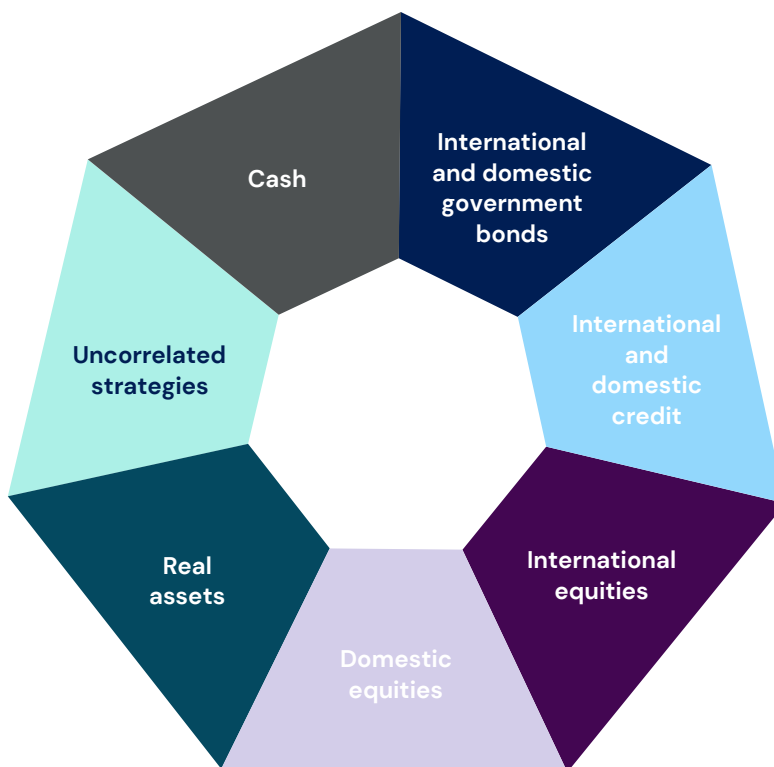 Cash
International
and domestic
government
bonds
International
and
domestic
credit
Uncorrelated
strategies
International
equities
Real
assets
Domestic
equities